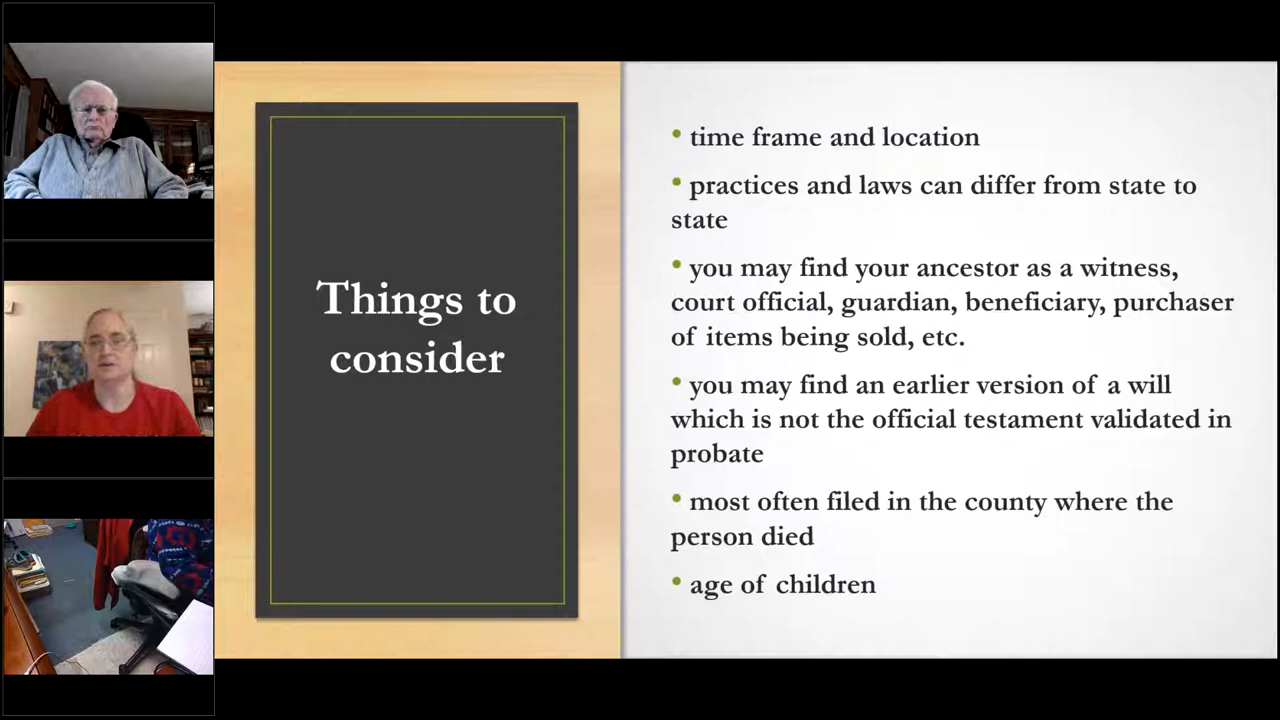 Things to
consider
• time frame and location
• practices and laws can differ from state to
state
• you may find your ancestor as a witness,
court official, guardian, beneficiary, purchaser
of items being sold, etc.
• you may find an earlier version of a will
which is not the official testament validated in
probate
• most often filed in the county where the
person died
• age of children